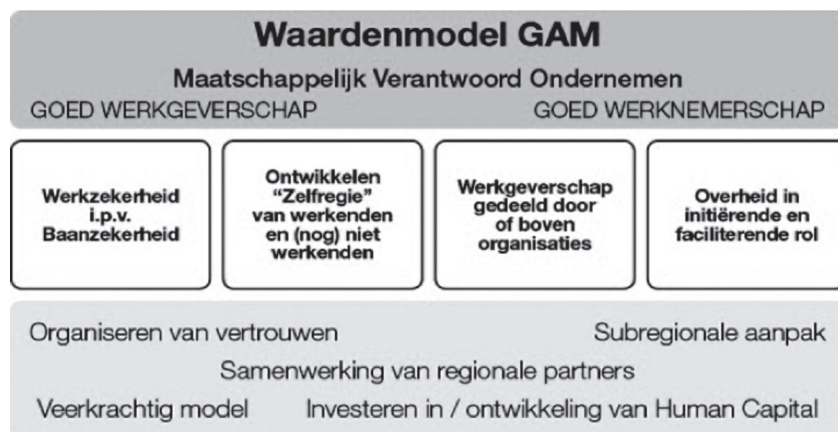 Waardenmodel GAM
Maatschappelijk Verantwoord Ondernemen
GOED WERKGEVERSCHAP GOED WERKNEMERSCHAP
Werkzekerheid
i.p.v.
Baanzekerheid
Ontwikkelen
“Zelfregie”
van werkenden
en (nog) niet
werkenden
Werkgeverschap
gedeeld door
of boven
organisaties
Overheid in
initiërende en
faciliterende rol
Organiseren van vertrouwen Subregionale aanpak
Samenwerking van regionale partners
Veerkrachtig model Investeren in / ontwikkeling van Human Capital